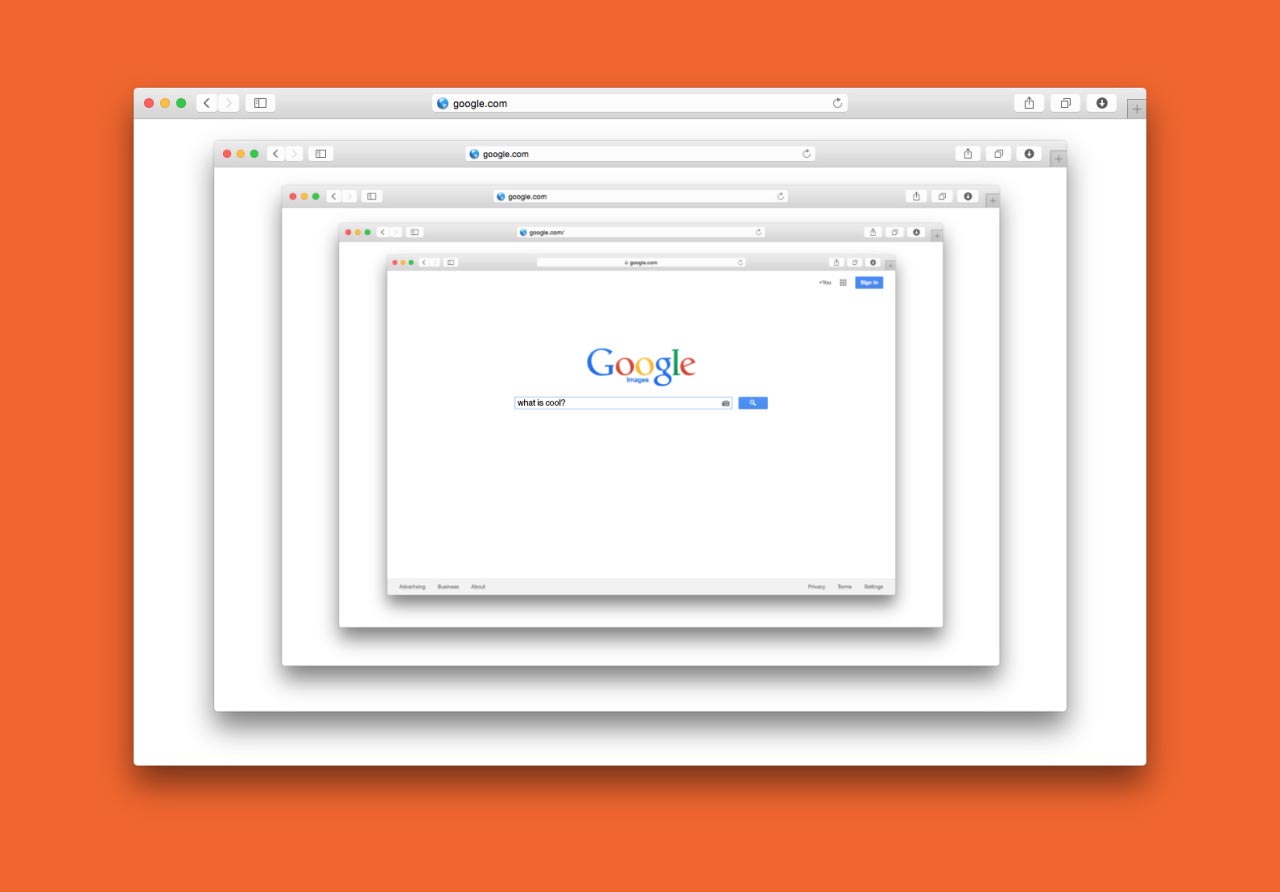 google.com
google.com
google.com
google.com/
google.com
+You
Sign in
Google
Images
what is cool?
Advertising Business About
Privacy Terms Settings